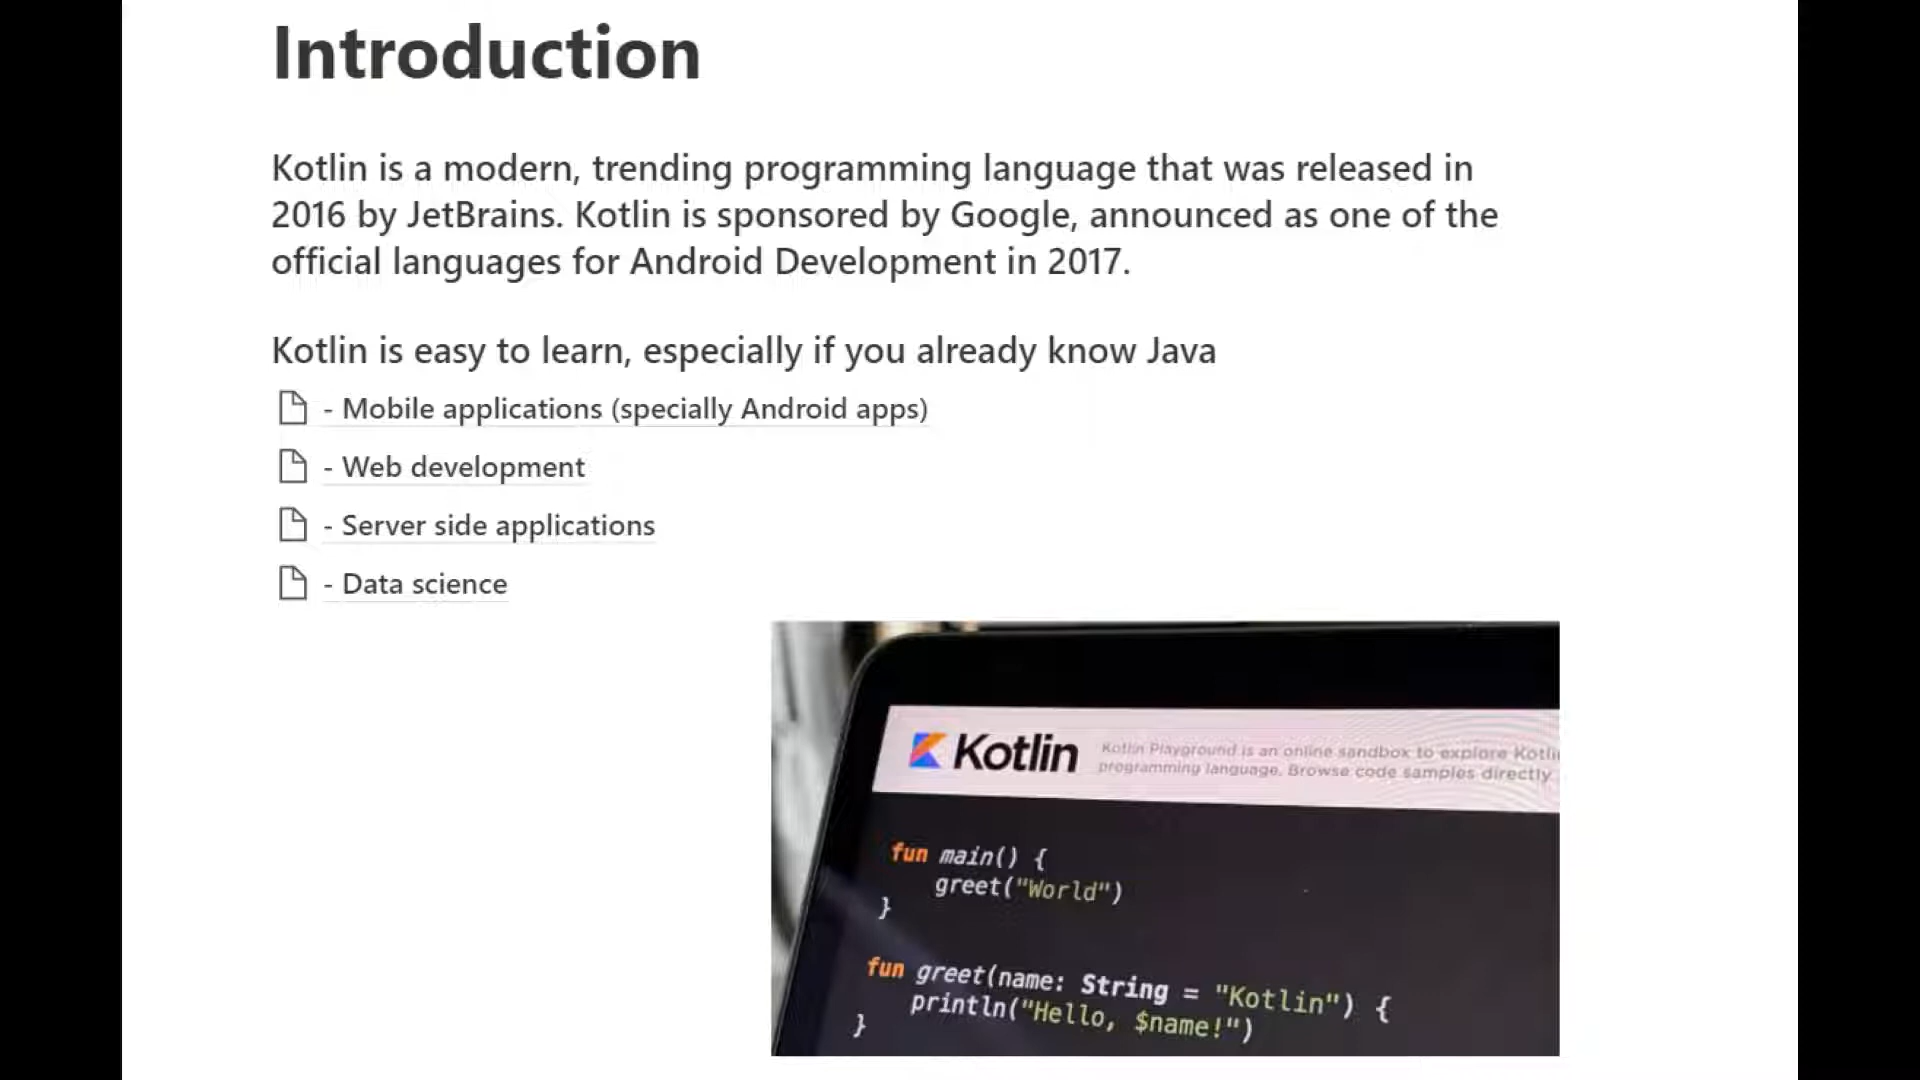 Introduction
Kotlin is a modern, trending programming language that was released in
2016 by JetBrains. Kotlin is sponsored by Google, announced as one of the
official languages for Android Development in 2017.
Kotlin is easy to learn, especially if you already know Java
- Mobile applications (specially Android apps)
- Web development
- Server side applications
- Data science
Kotlin
Kotlin Playground is an online sandbox to explore
programming language. Browse code samples directly
fun main() {
greet("World")
}
fun greet(name: String = "Kotlin") {
println("Hello, $name!")
}